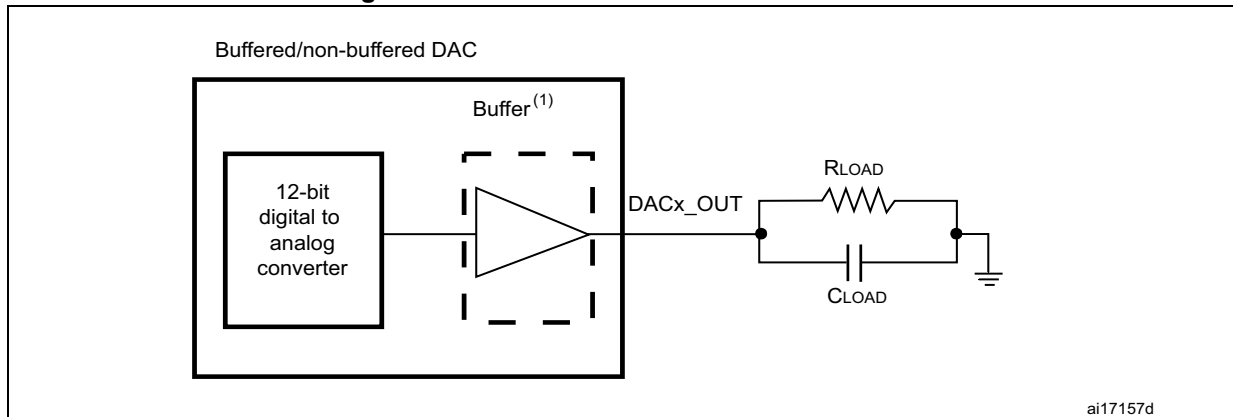 Buffered/non-buffered DAC
Buffer(1)
12-bit
digital to
analog
converter
DACx_OUT
RLOAD
CLOAD
ai17157d